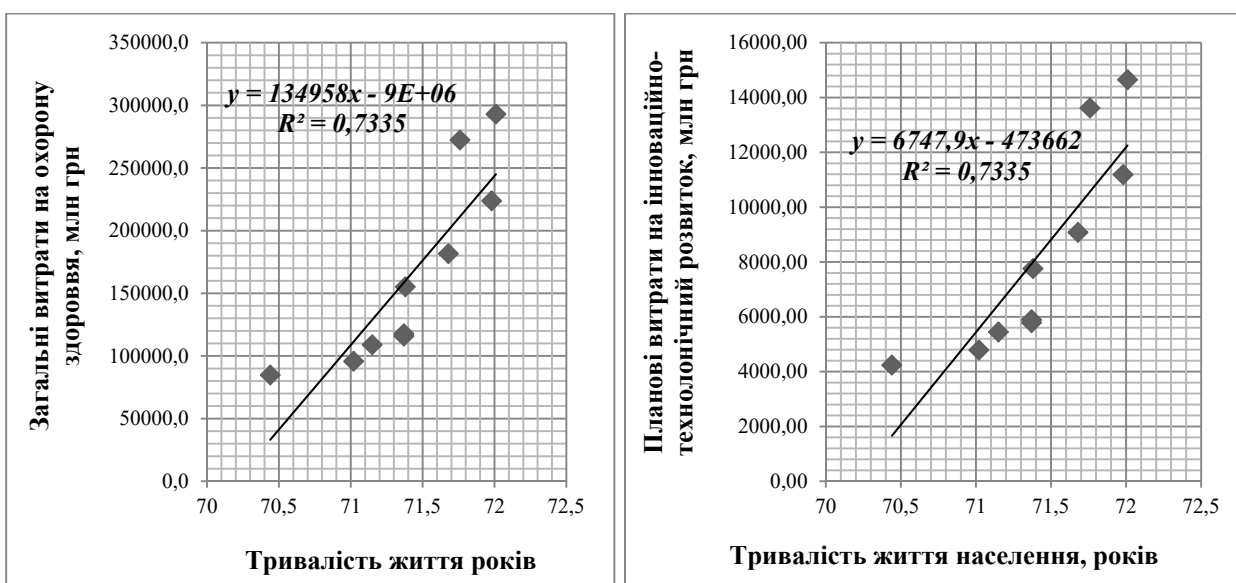 Загальні витрати на охорону
здороввя, млн грн
350000,0
300000,0
250000,0
200000,0
150000,0
100000,0
50000,0
0,0
y = 134958x - 9E+06
R² = 0,7335
70
70,5
71
71,5
72
72,5
Тривалість життя років
Планові витрати на інноваційно-
технолонічний розвиток, млн грн
16000,00
14000,00
12000,00
10000,00
8000,00
6000,00
4000,00
2000,00
0,00
y = 6747,9x - 473662
R² = 0,7335
70
70,5
71
71,5
72
72,5
Тривалість життя населення, років